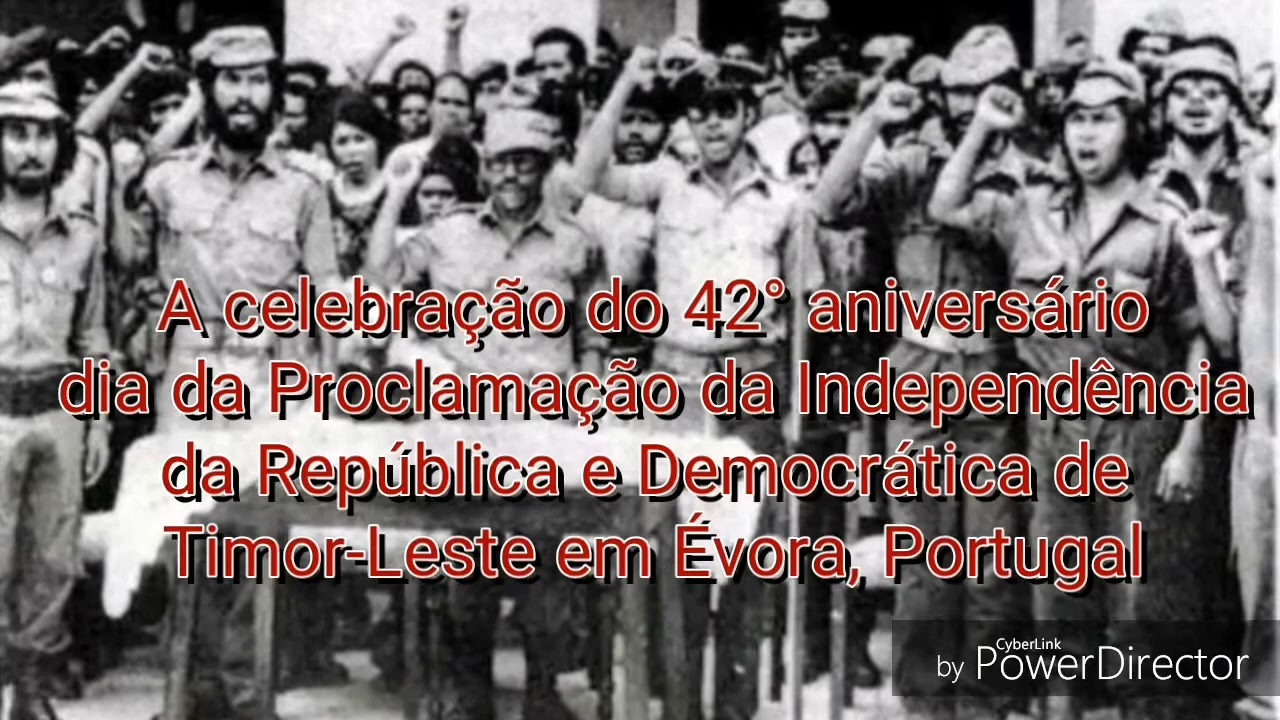 A celebração do 42° aniversário
dia da Proclamação da Independência
da República e Democrática de
Timor-Leste em Évora, Portugal
CyberLink
by PowerDirector